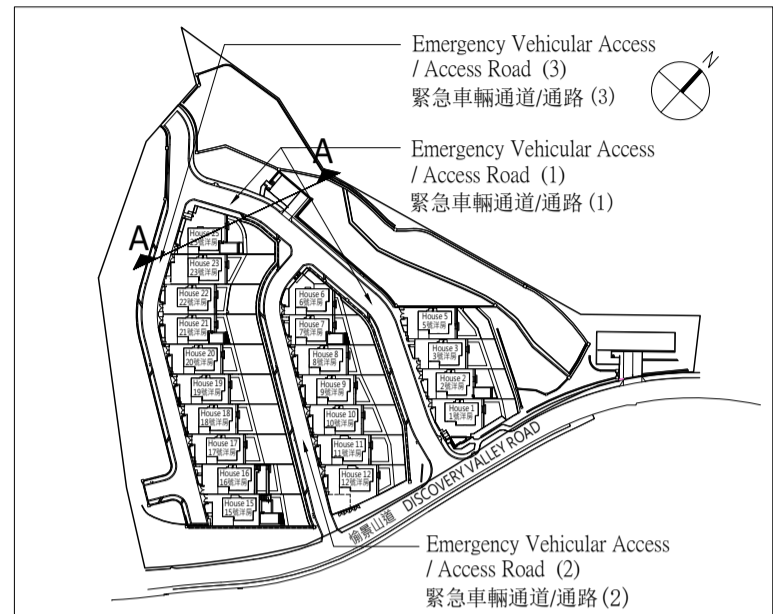 Emergency Vehicular Access
/ Access Road (3)
緊急車輛通道/通路 (3)
N
A
Emergency Vehicular Access
/ Access Road (1)
緊急車輛通道/通路 (1)
A
House 25
25號洋房
House 23
23號洋房
House 22
22號洋房
House 21
21號洋房
House 20
20號洋房
House 19
19號洋房
House 18
18號洋房
House 17
17號洋房
House 16
16號洋房
House 15
15號洋房
House 6
6號洋房
House 7
7號洋房
House 8
8號洋房
House 9
9號洋房
House 10
10號洋房
House 11
11號洋房
House 12
12號洋房
House 5
5號洋房
House 3
3號洋房
House 2
2號洋房
House 1
1號洋房
愉景山道 DISCOVERY VALLEY ROAD
Emergency Vehicular Access
/ Access Road (2)
緊急車輛通道/通路 (2)